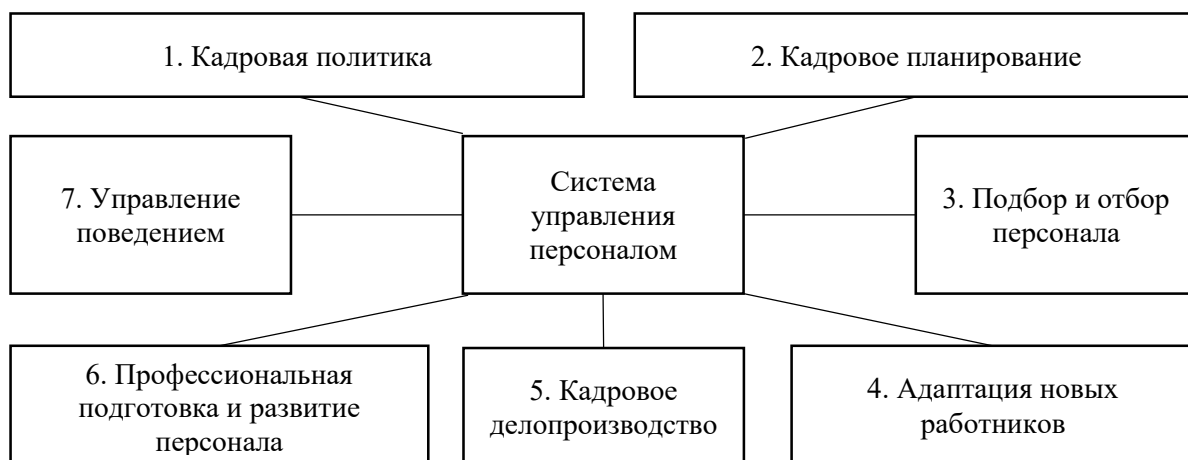 1. Кадровая политика
2. Кадровое планирование
7. Управление
поведением
Система
управления
персоналом
3. Подбор и отбор
персонала
6. Профессиональная
подготовка и развитие
персонала
5. Кадровое
делопроизводство
4. Адаптация новых
работников